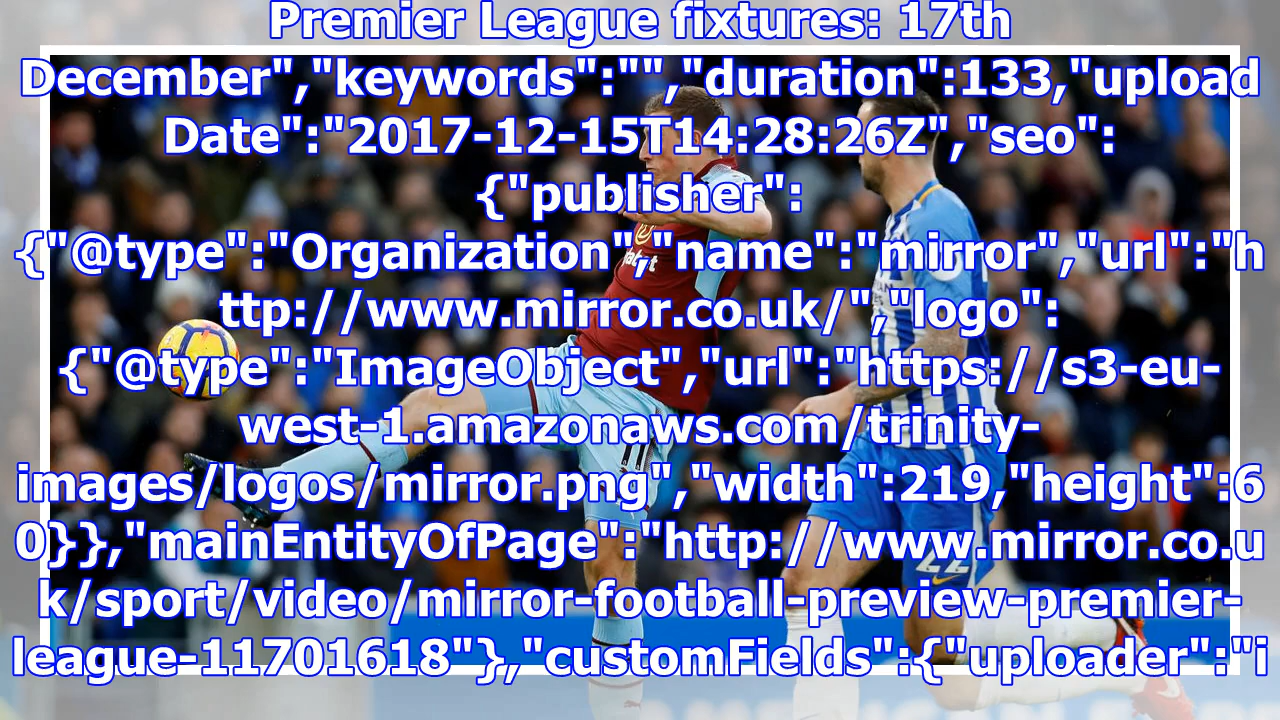 Premier League fixtures: 17th
December","keywords":"","duration":133,"upload
Date":"2017-12-15T14:28:26Z","seo":
{"publisher":
{"@type":"Organization","name":"mirror","url":"h
ttp://www.mirror.co.uk/","logo":
{"@type":"ImageObject","url":"https://s3-eu-
west-1.amazonaws.com/trinity-
images/logos/mirror.png","width":219,"height":6
0}},"mainEntityOfPage":"http://www.mirror.co.u
k/sport/video/mirror-football-preview-premier-
league-11701618"},"customFields":{"uploader":"i
11
22